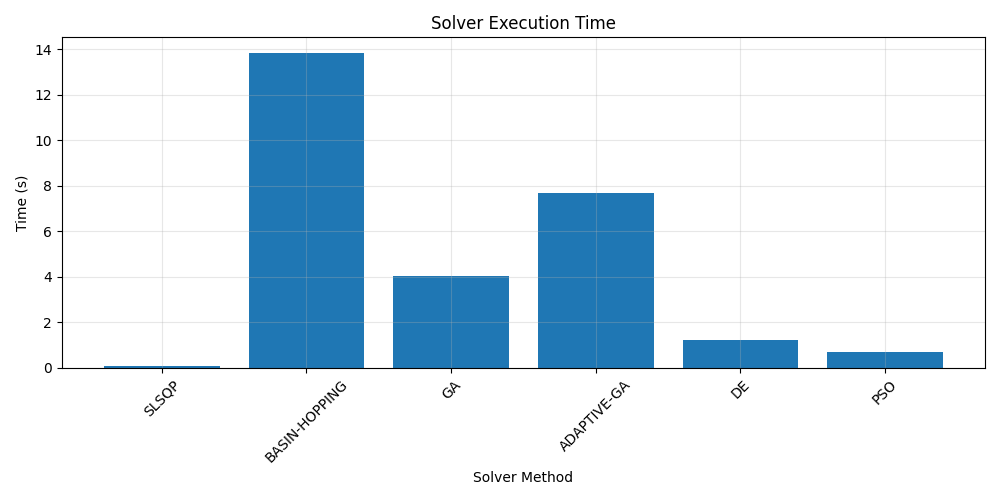 Solver Execution Time
Time (s)
14
12
10
8
6
4
2
0
SLSQP
BASIN-HOPPING
GA
ADAPTIVE-GA
DE
PSO
Solver Method